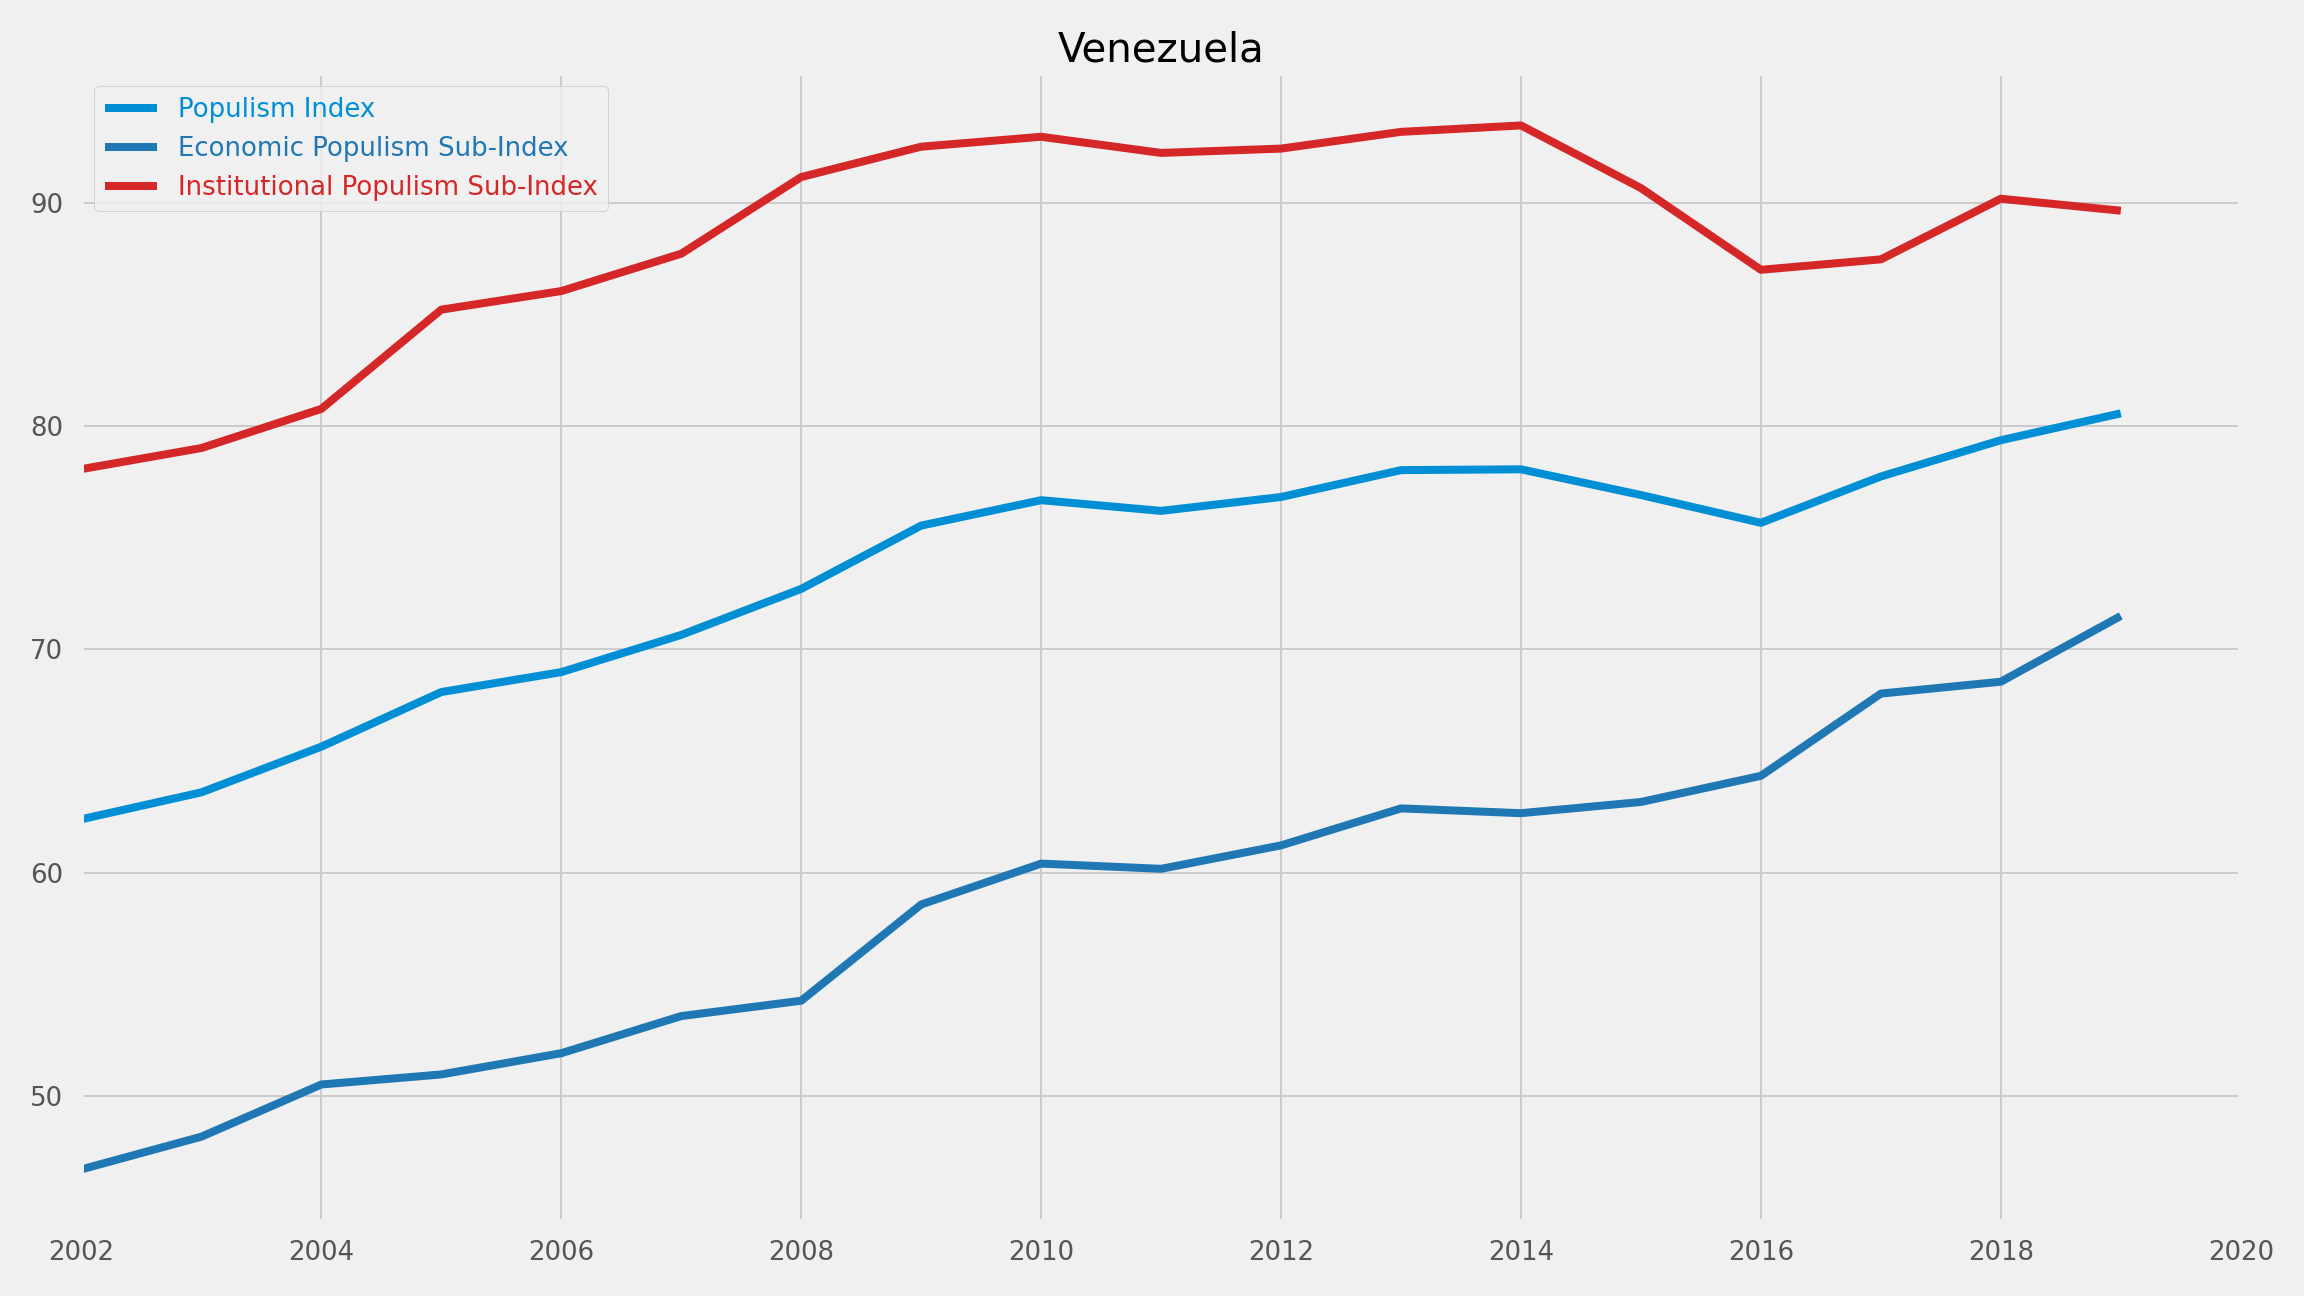 Venezuela
Populism Index
Economic Populism Sub-Index
Institutional Populism Sub-Index
90
80
70
60
50
2002 2004 2006 2008 2010 2012 2014 2016 2018 2020